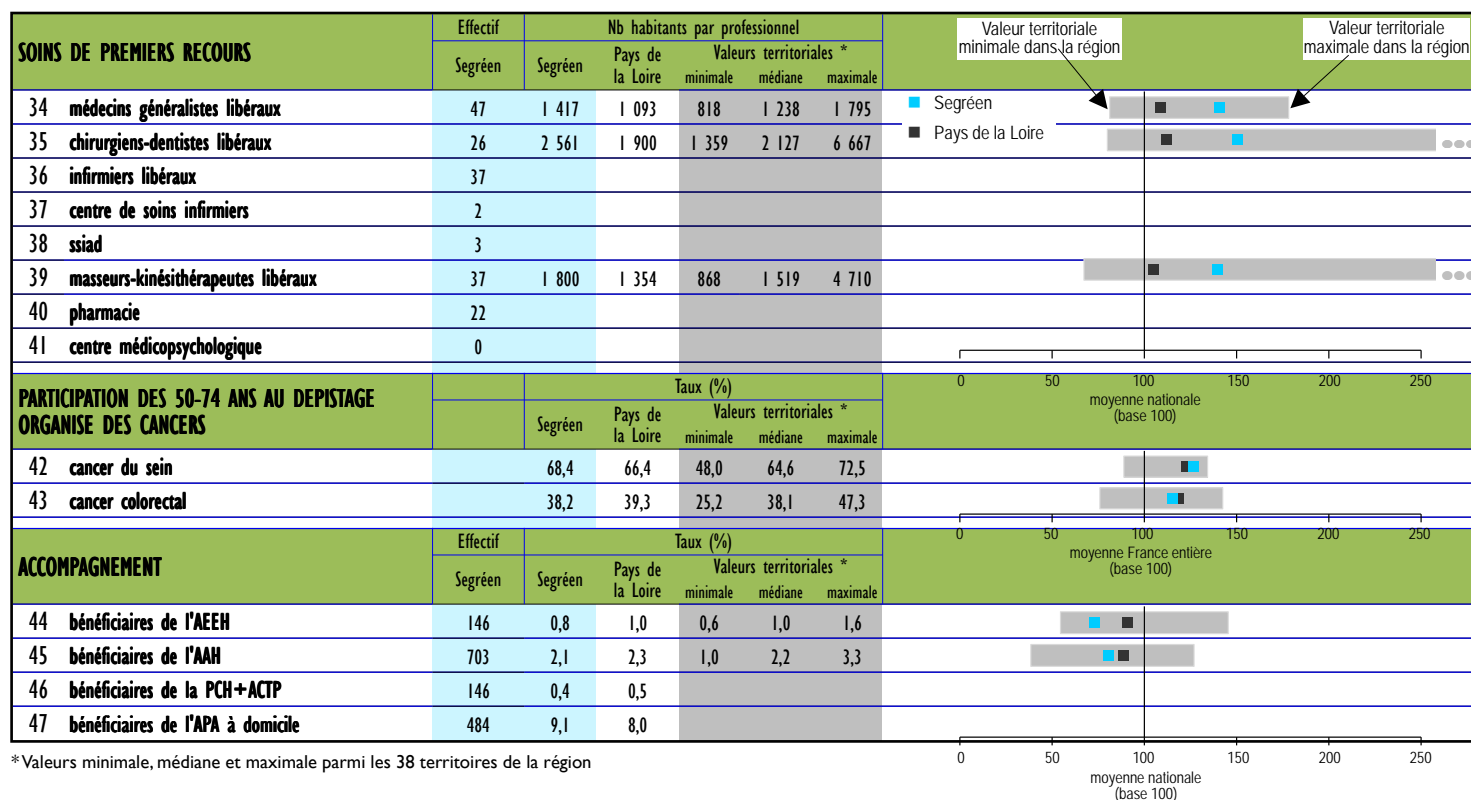 SOINS DE PREMIERS RECOURS
Effectif Nb habitants par professionnel
Segréen Segréen Pays de la Loire Valeurs territoriales *
minimale médiane maximale
Valeur territoriale minimale dans la région
Valeur territoriale maximale dans la région
34 médecins généralistes libéraux 47 1 417 1 093 818 1 238 1 795
Segréen
Pays de la Loire
35 chirurgiens-dentistes libéraux 26 2 561 1 900 1 359 2 127 6 667
36 infirmiers libéraux 37
37 centre de soins infirmiers 2
38 ssiad 3
39 masseurs-kinésithérapeutes libéraux 37 1 800 1 354 868 1 519 4 710
40 pharmacie 22
41 centre médicopsychologique 0
0 50 100 150 200 250
moyenne nationale
(base 100)
PARTICIPATION DES 50-74 ANS AU DEPISTAGE
ORGANISE DES CANCERS
Taux (%)
Segréen Pays de la Loire Valeurs territoriales *
minimale médiane maximale
42 cancer du sein 68,4 66,4 48,0 64,6 72,5
43 cancer colorectal 38,2 39,3 25,2 38,1 47,3
0 50 100 150 200 250
moyenne France entière
(base 100)
ACCOMPAGNEMENT
Effectif Taux (%)
Segréen Segréen Pays de la Loire Valeurs territoriales *
minimale médiane maximale
44 bénéficiaires de l'AEEH 146 0,8 1,0 0,6 1,0 1,6
45 bénéficiaires de l'AAH 703 2,1 2,3 1,0 2,2 3,3
46 bénéficiaires de la PCH+ACTP 146 0,4 0,5
47 bénéficiaires de l'APA à domicile 484 9,1 8,0
0 50 100 150 200 250
moyenne nationale
(base 100)
* Valeurs minimale, médiane et maximale parmi les 38 territoires de la région